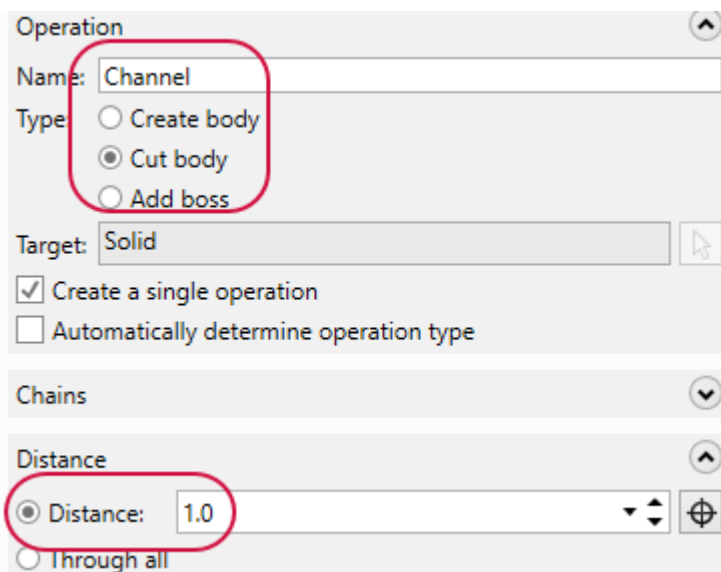 Operation
Name: Channel
Type: Create body
Cut body
Add boss
Target: Solid
Create a single operation
Automatically determine operation type
Chains
Distance
Distance: 1.0
Through all